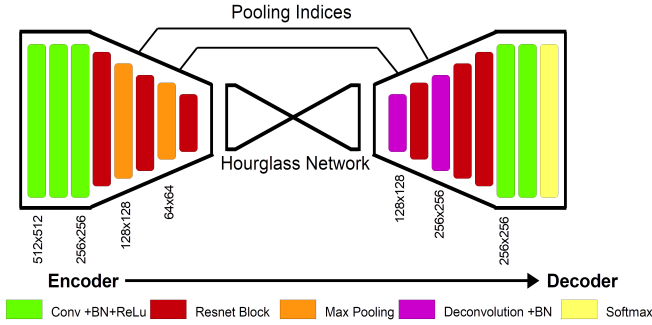 Pooling Indices
Hourglass Network
512x512
256x256
128x128
64x64
128x128
256x256
256x256
Encoder
Decoder
Conv +BN+ReLu
Resnet Block
Max Pooling
Deconvolution +BN
Softmax